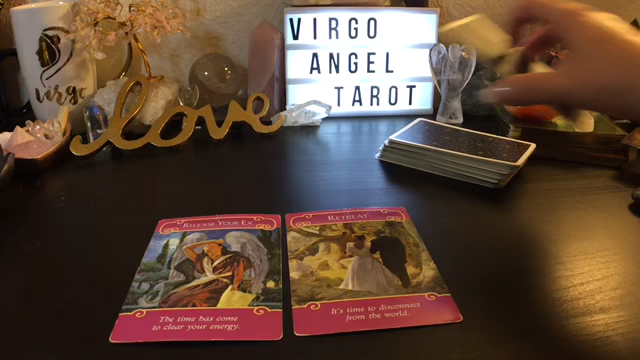 VIRGO
ANGEL
TAROT
virgo
love
RELEASE YOUR EX
The time has come
to clear your energy.
RETREAT
It's time to disconnect
from the world.